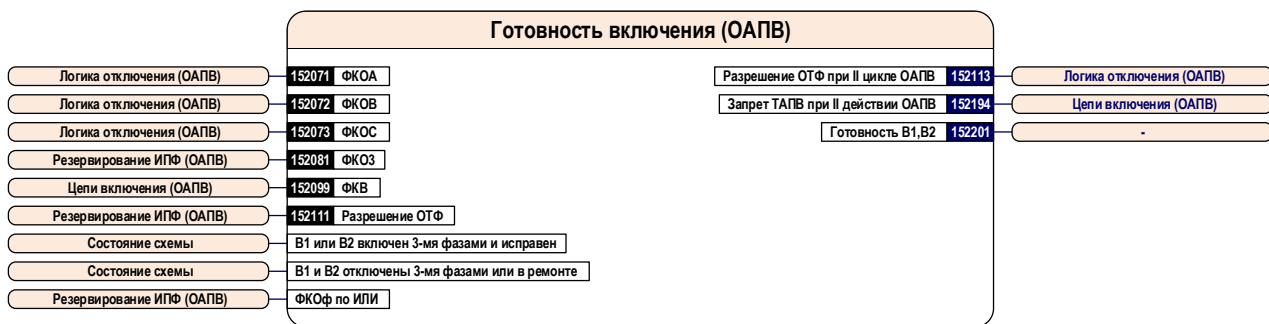 Готовность включения (ОАПВ)
Логика отключения (ОАПВ) 152071 ФКОА Разрешение ОТФ при II цикле ОАПВ 152113 Логика отключения (ОАПВ)
Логика отключения (ОАПВ) 152072 ФКОВ Запрет ТАПВ при II действии ОАПВ 152194 Цепи включения (ОАПВ)
Логика отключения (ОАПВ) 152073 ФКОС Готовность В1,В2 152201 -
Резервирование ИПФ (ОАПВ) 152081 ФКО3
Цепи включения (ОАПВ) 152099 ФКВ
Резервирование ИПФ (ОАПВ) 152111 Разрешение ОТФ
Состояние схемы В1 или В2 включен 3-мя фазами и исправен
Состояние схемы В1 и В2 отключены 3-мя фазами или в ремонте
Резервирование ИПФ (ОАПВ) ФКОф по ИЛИ